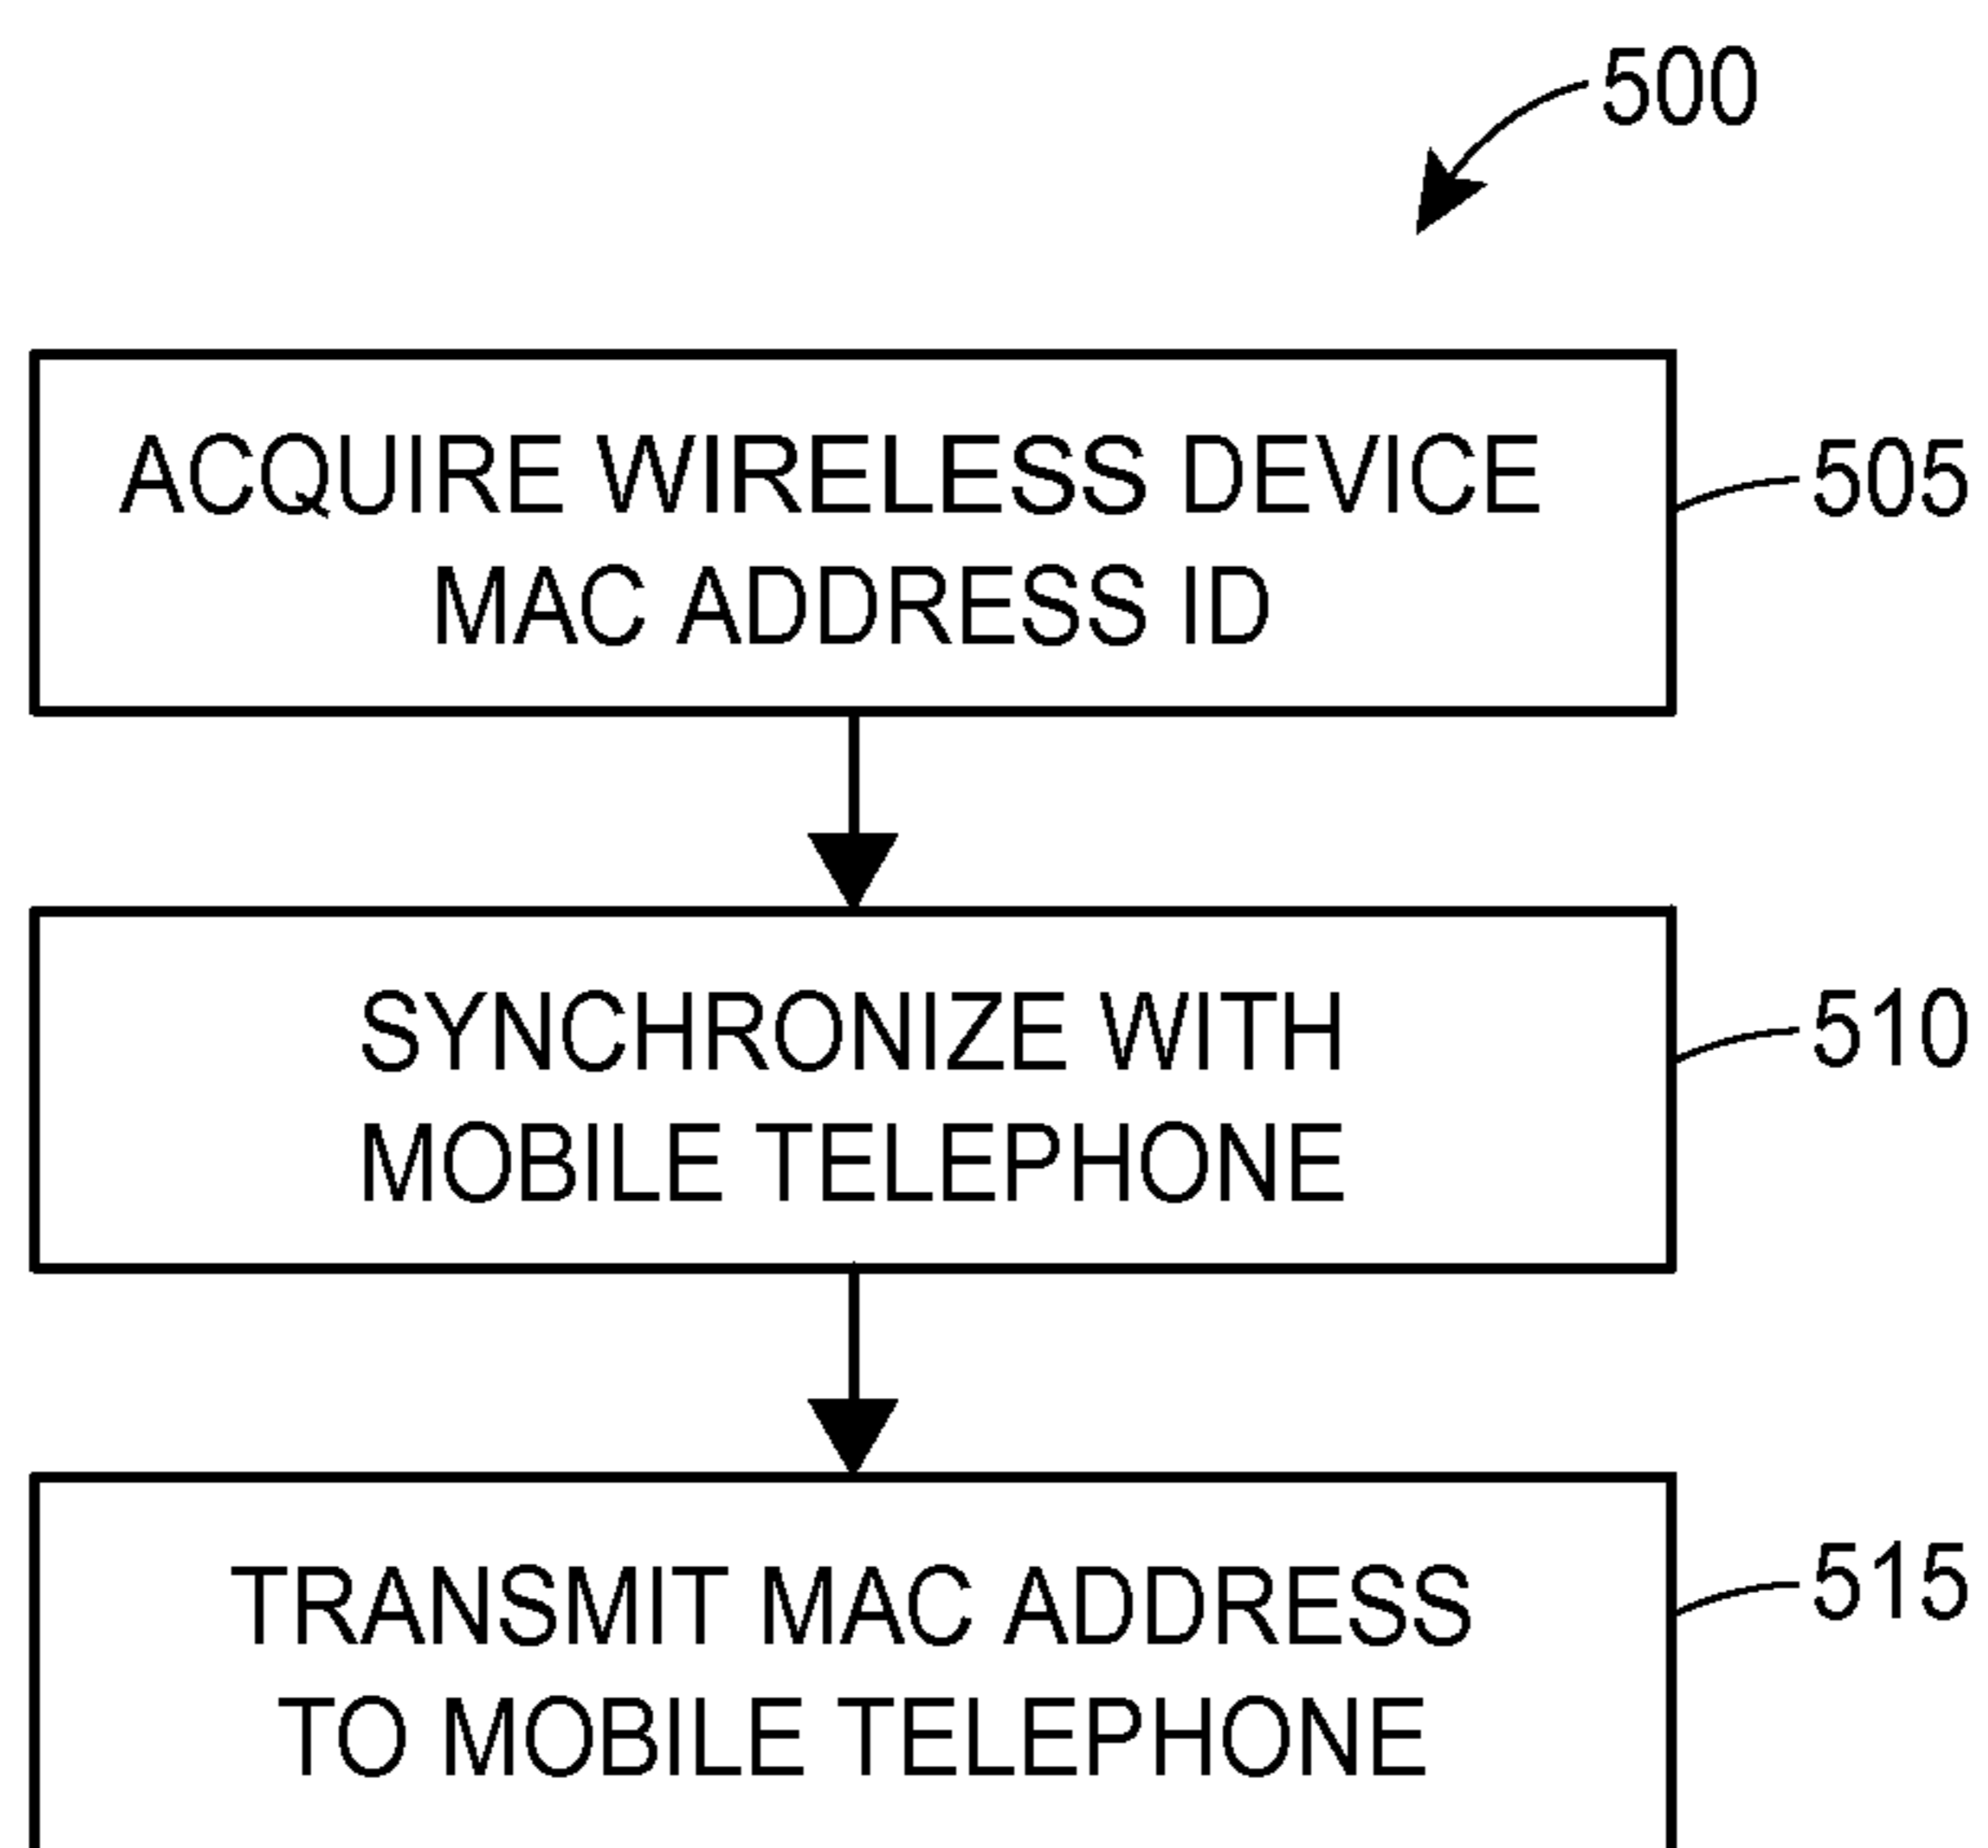 500
ACQUIRE WIRELESS DEVICE
MAC ADDRESS ID
505
SYNCHRONIZE WITH
MOBILE TELEPHONE
510
TRANSMIT MAC ADDRESS
TO MOBILE TELEPHONE
515